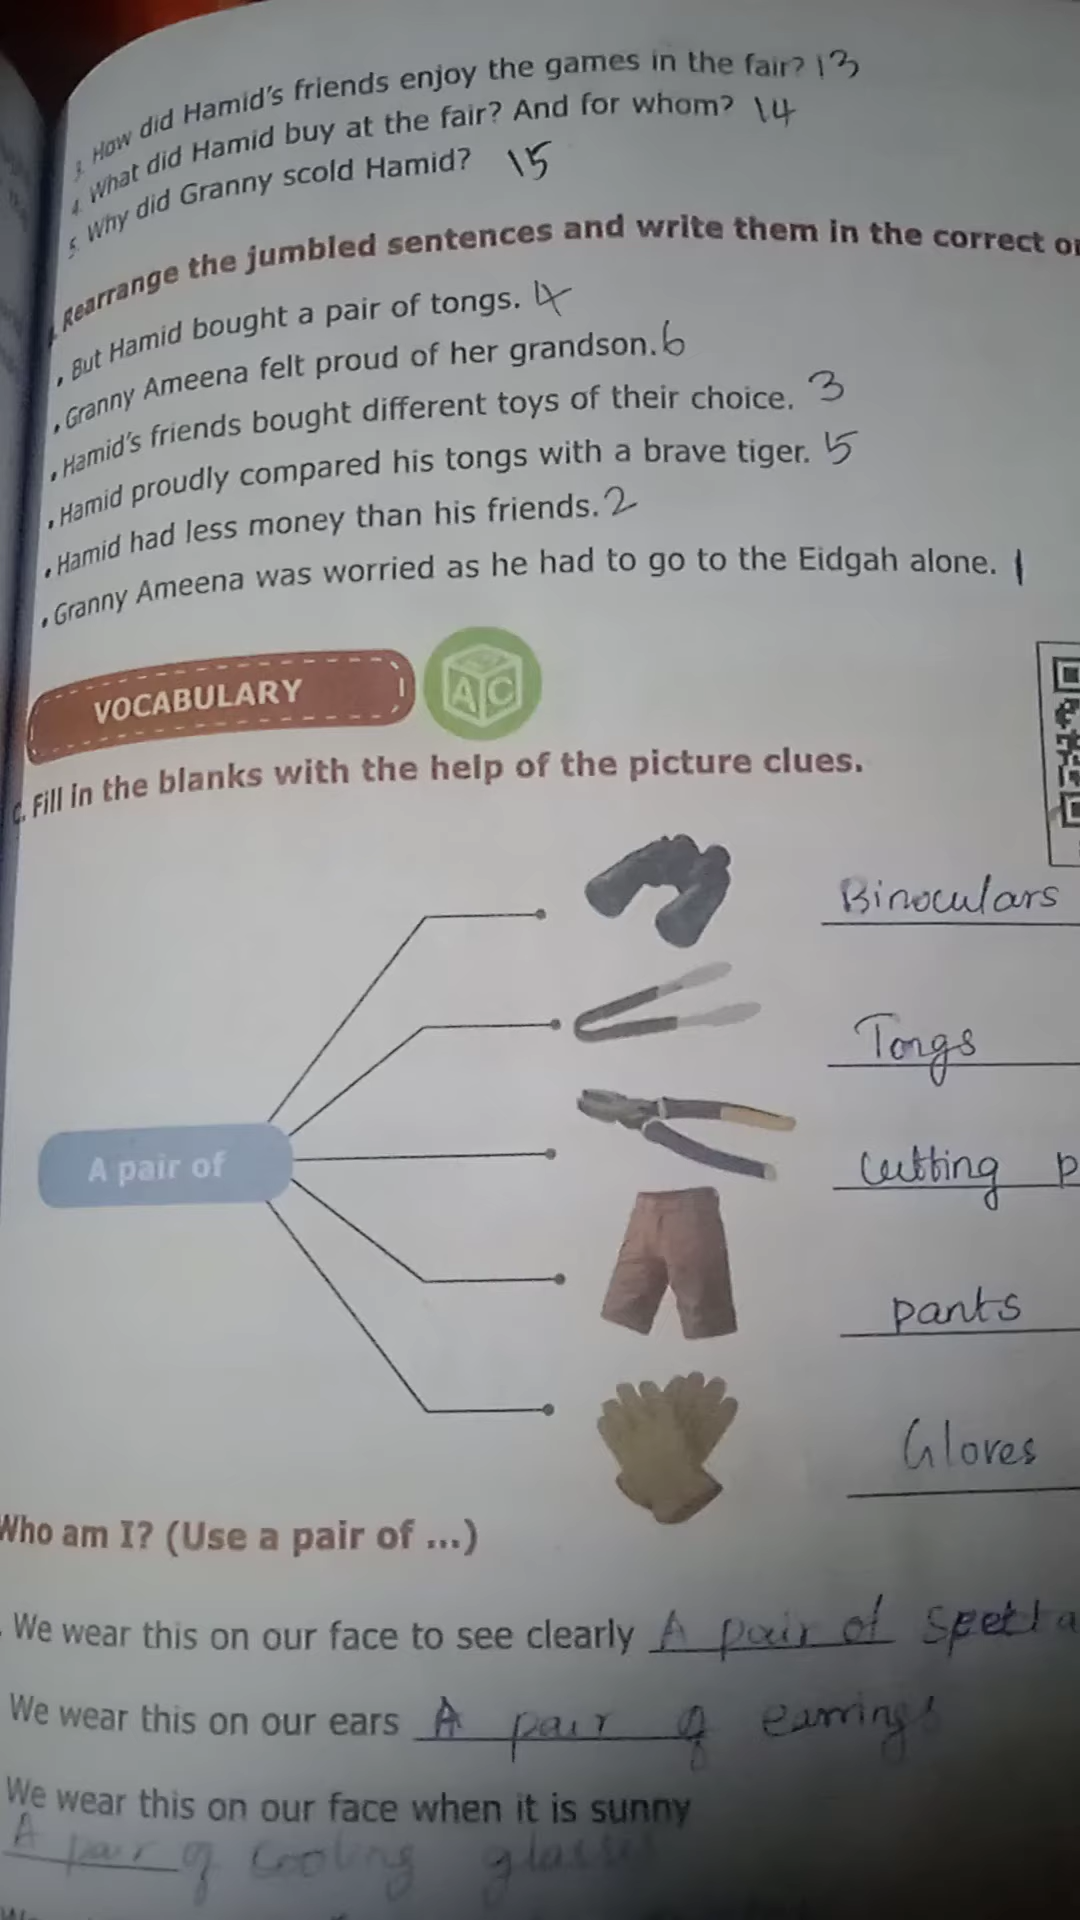 3. How did Hamid's friends enjoy the games in the fair? 13
4. What did Hamid buy at the fair? And for whom? 14
5. Why did Granny scold Hamid? 15
Rearrange the jumbled sentences and write them in the correct
• But Hamid bought a pair of tongs. 4
• Granny Ameena felt proud of her grandson. 6
• Hamid's friends bought different toys of their choice. 3
• Hamid proudly compared his tongs with a brave tiger. 5
• Hamid had less money than his friends. 2
• Granny Ameena was worried as he had to go to the Eidgah alone. 1
VOCABULARY
C. Fill in the blanks with the help of the picture clues.
Binoculars
Tongs
A pair of
Cutting p
pants
Gloves
Who am I? (Use a pair of ...)
We wear this on our face to see clearly A pair of
We wear this on our ears A pair of earrings
We wear this on our face when it is sunny
A pair of cooling glasses